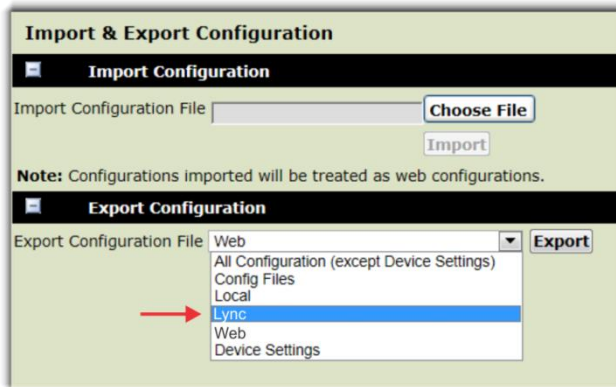 Import & Export Configuration
Import Configuration
Import Configuration File Choose File
Import
Note: Configurations imported will be treated as web configurations.
Export Configuration
Export Configuration File Web Export
All Configuration (except Device Settings)
Config Files
Local
Lync
Web
Device Settings